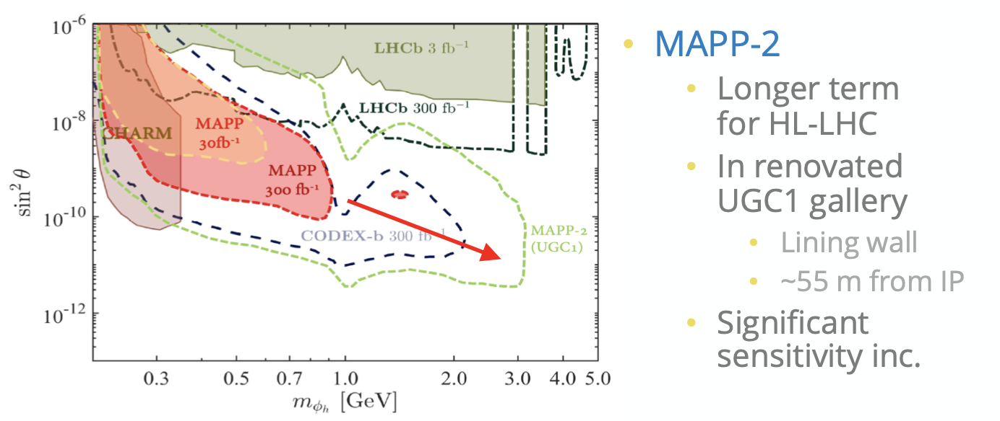 10⁻⁶
10⁻⁸
10⁻¹⁰
10⁻¹²
sin² θ
LHCb 3 fb⁻¹
LHCb 300 fb⁻¹
MAPP
30fb⁻¹
CHARM
MAPP
300 fb⁻¹
CODEX-b 300 fb⁻¹
MAPP-2
(UGC1)
0.3 0.5 0.7 1.0 2.0 3.0 4.0 5.0
m_ϕₕ [GeV]
• MAPP-2
• Longer term
for HL-LHC
• In renovated
UGC1 gallery
• Lining wall
• ~55 m from IP
• Significant
sensitivity inc.